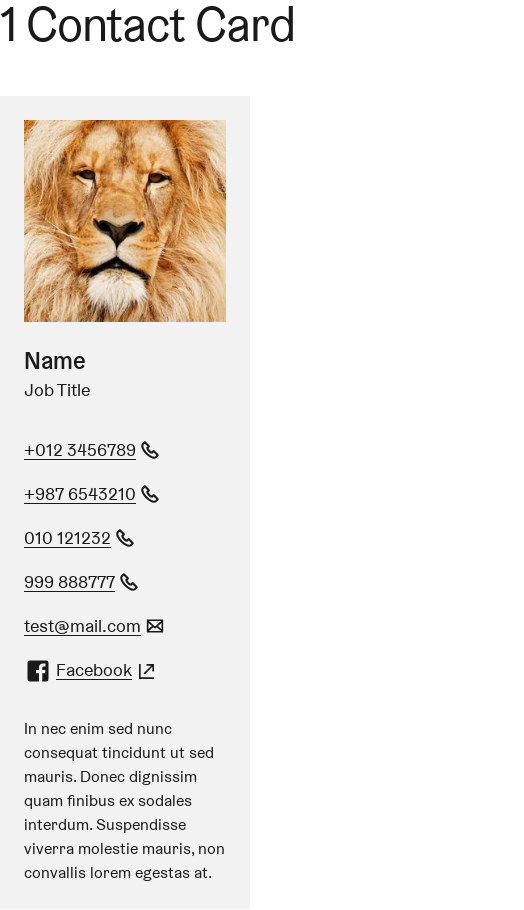 1 Contact Card
Name
Job Title
+012 3456789
+987 6543210
010 121232
999 888777
test@mail.com
Facebook
In nec enim sed nunc
consequat tincidunt ut sed
mauris. Donec dignissim
quam finibus ex sodales
interdum. Suspendisse
viverra molestie mauris, non
convallis lorem egestas at.